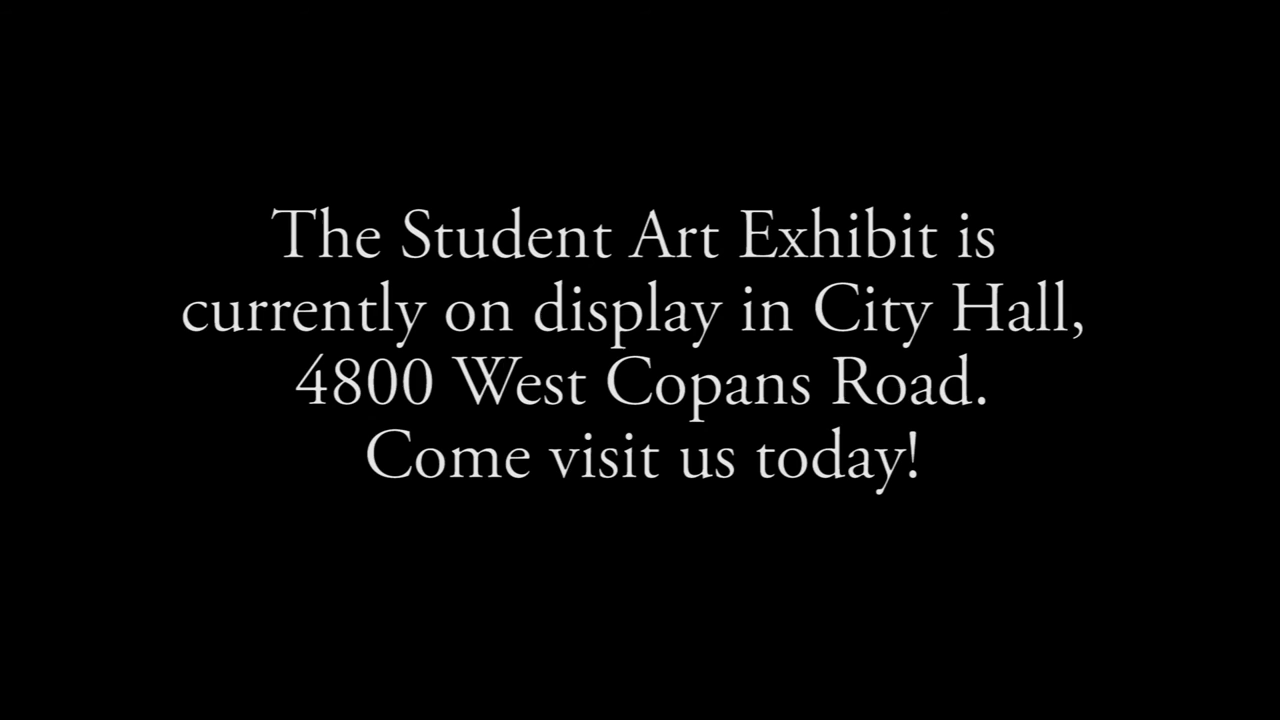 The Student Art Exhibit is
currently on display in City Hall,
4800 West Copans Road.
Come visit us today!